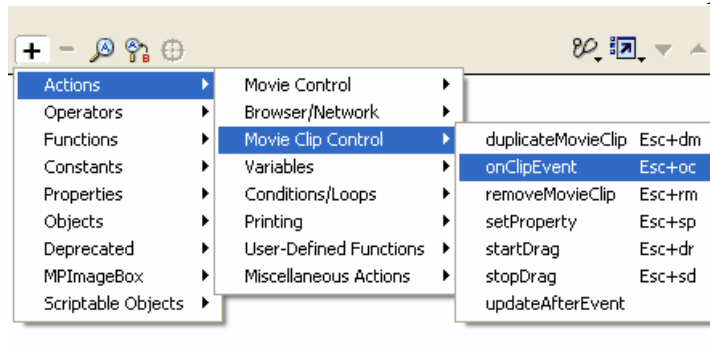 Actions
Operators
Functions
Constants
Properties
Objects
Deprecated
MPImageBox
Scriptable Objects
Movie Control
Browser/Network
Movie Clip Control
Variables
Conditions/Loops
Printing
User-Defined Functions
Miscellaneous Actions
duplicateMovieClip Esc+dm
onClipEvent Esc+oc
removeMovieClip Esc+rm
setProperty Esc+sp
startDrag Esc+dr
stopDrag Esc+sd
updateAfterEvent